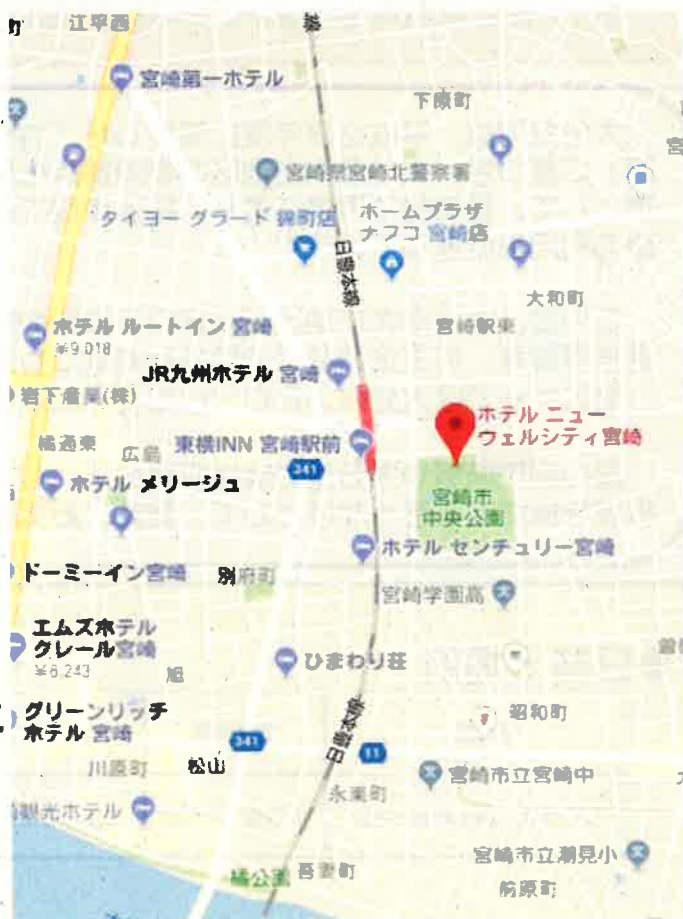 町
江平西
線
宮崎第一ホテル
下原町
宮崎県宮崎北警察署
宮
タイヨー グラード 錦町店
ホームプラザ
ナフコ 宮崎店
日豊本線
大和町
ホテル ルートイン 宮崎
¥9,018
宮崎駅東
JR九州ホテル 宮崎
岩下産業(株)
ホテル ニュー
ウェルシティ宮崎
橘通東
広島
東横INN 宮崎駅前
341
ホテル メリージュ
宮崎市
中央公園
ホテル センチュリー宮崎
ドーミーイン宮崎
別府町
宮崎学園高
エムズホテル
クレール宮崎
¥6,243
旭
ひまわり荘
グリーンリッチ
ホテル 宮崎
昭和町
341
日豊本線
11
川原町
松山
宮崎市立宮崎中
永楽町
観光ホテル
橘公園
吾妻町
宮崎市立潮見小
前原町